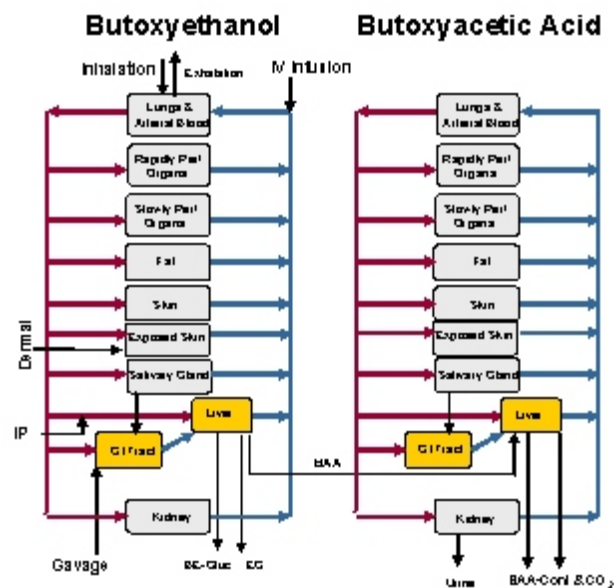 Butoxyethanol
Butoxyacetic Acid
Inhalation
Exhalation
IV Infusion
Lungs &
Arterial Blood
Rapidly Perf
Organs
Slowly Perf
Organs
Fat
Skin
Exposed Skin
Salivary Gland
Liver
GI Tract
Kidney
Dermal
IP
Gavage
BE-Gluc
EG
BAA
Lungs &
Arterial Blood
Rapidly Perf
Organs
Slowly Perf
Organs
Fat
Skin
Exposed Skin
Salivary Gland
Liver
GI Tract
Kidney
Urine
BAA-Conj & CO2